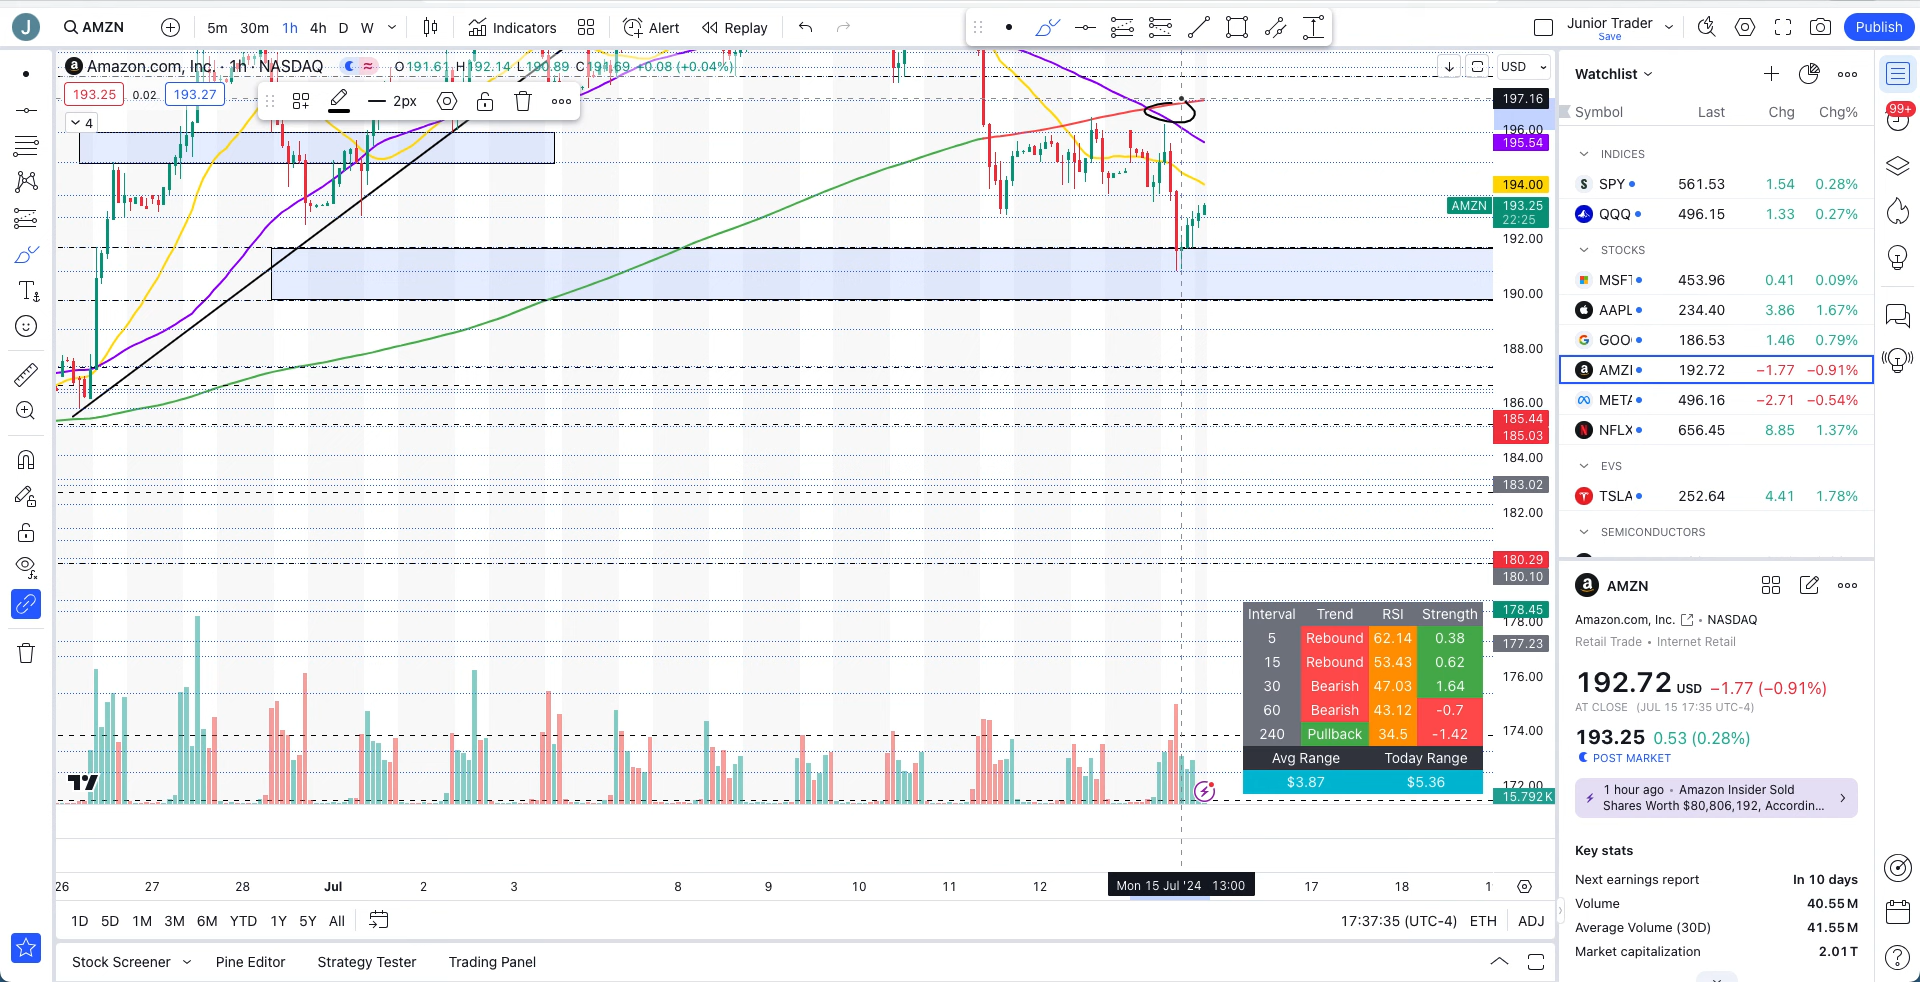 J
AMZN
5m 30m 1h 4h D W
Indicators
Alert
Replay
Junior Trader
Save
Publish
Amazon.com, Inc. · 1h · NASDAQ
O191.61 H192.14 L190.89 C191.69 +0.08 (+0.04%)
USD
193.25 0.02 193.27
2px
4
197.16
196.00
195.54
194.00
AMZN 193.25
22:25
192.00
190.00
188.00
186.00
185.44
185.03
184.00
183.02
182.00
180.29
180.10
178.45
178.00
177.23
176.00
174.00
172.00
15.792K
Interval Trend RSI Strength
5 Rebound 62.14 0.38
15 Rebound 53.43 0.62
30 Bearish 47.03 1.64
60 Bearish 43.12 -0.7
240 Pullback 34.5 -1.42
Avg Range Today Range
$3.87 $5.36
26 27 28 Jul 2 3 8 9 10 11 12 Mon 15 Jul '24 13:00 17 18
1D 5D 1M 3M 6M YTD 1Y 5Y All
17:37:35 (UTC-4) ETH ADJ
Stock Screener Pine Editor Strategy Tester Trading Panel
Watchlist
Symbol Last Chg Chg%
INDICES
SPY 561.53 1.54 0.28%
QQQ 496.15 1.33 0.27%
STOCKS
MSFT 453.96 0.41 0.09%
AAPL 234.40 3.86 1.67%
GOO 186.53 1.46 0.79%
AMZI 192.72 −1.77 −0.91%
META 496.16 −2.71 −0.54%
NFLX 656.45 8.85 1.37%
EVS
TSLA 252.64 4.41 1.78%
SEMICONDUCTORS
AMZN
Amazon.com, Inc. • NASDAQ
Retail Trade • Internet Retail
192.72 USD −1.77 (−0.91%)
AT CLOSE (JUL 15 17:35 UTC-4)
193.25 0.53 (0.28%)
POST MARKET
1 hour ago • Amazon Insider Sold
Shares Worth $80,806,192, Accordin...
Key stats
Next earnings report In 10 days
Volume 40.55M
Average Volume (30D) 41.55M
Market capitalization 2.01T
99+